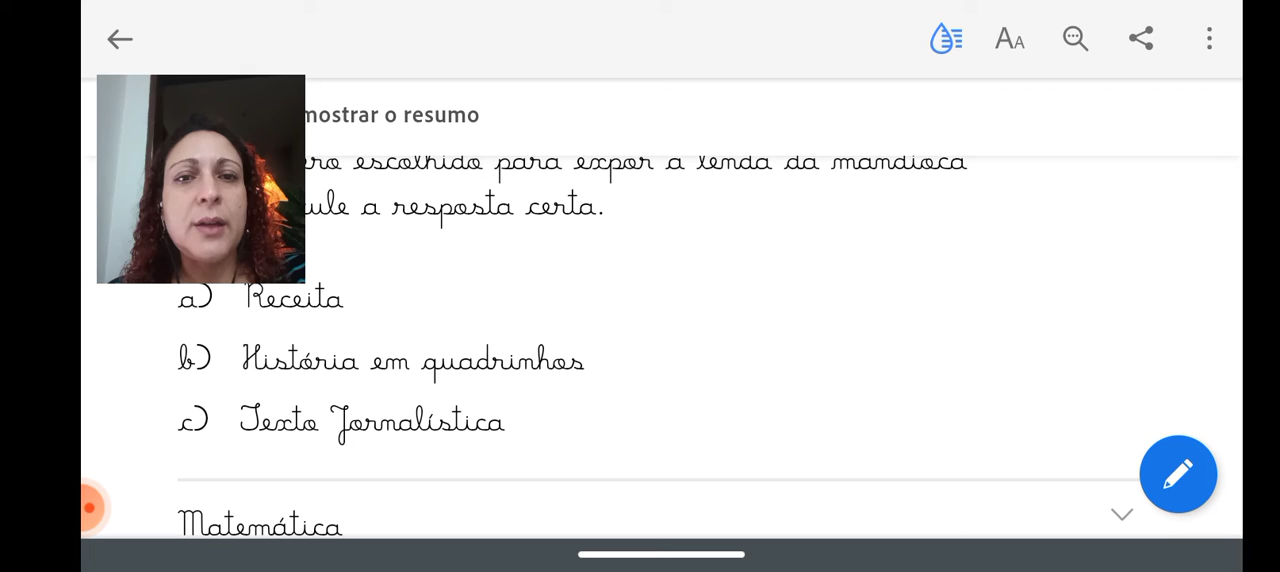 AA
mostrar o resumo
ero escolhido para expor a lenda da mandioca
ule a resposta certa.
a) Receita
b) História em quadrinhos
c) Texto Jornalística
Matemática